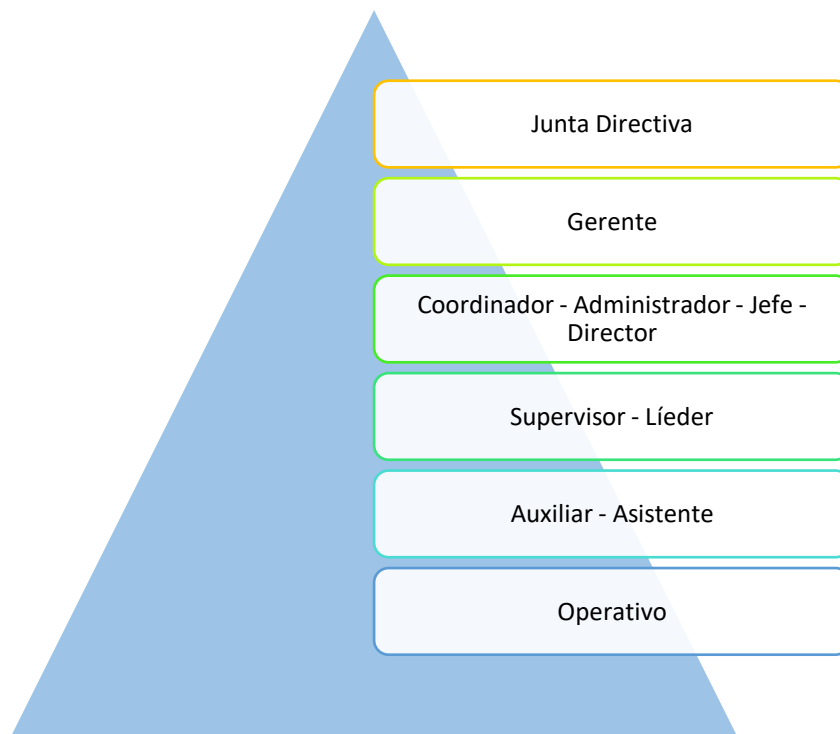 Junta Directiva
Gerente
Coordinador - Administrador - Jefe -
Director
Supervisor - Líeder
Auxiliar - Asistente
Operativo